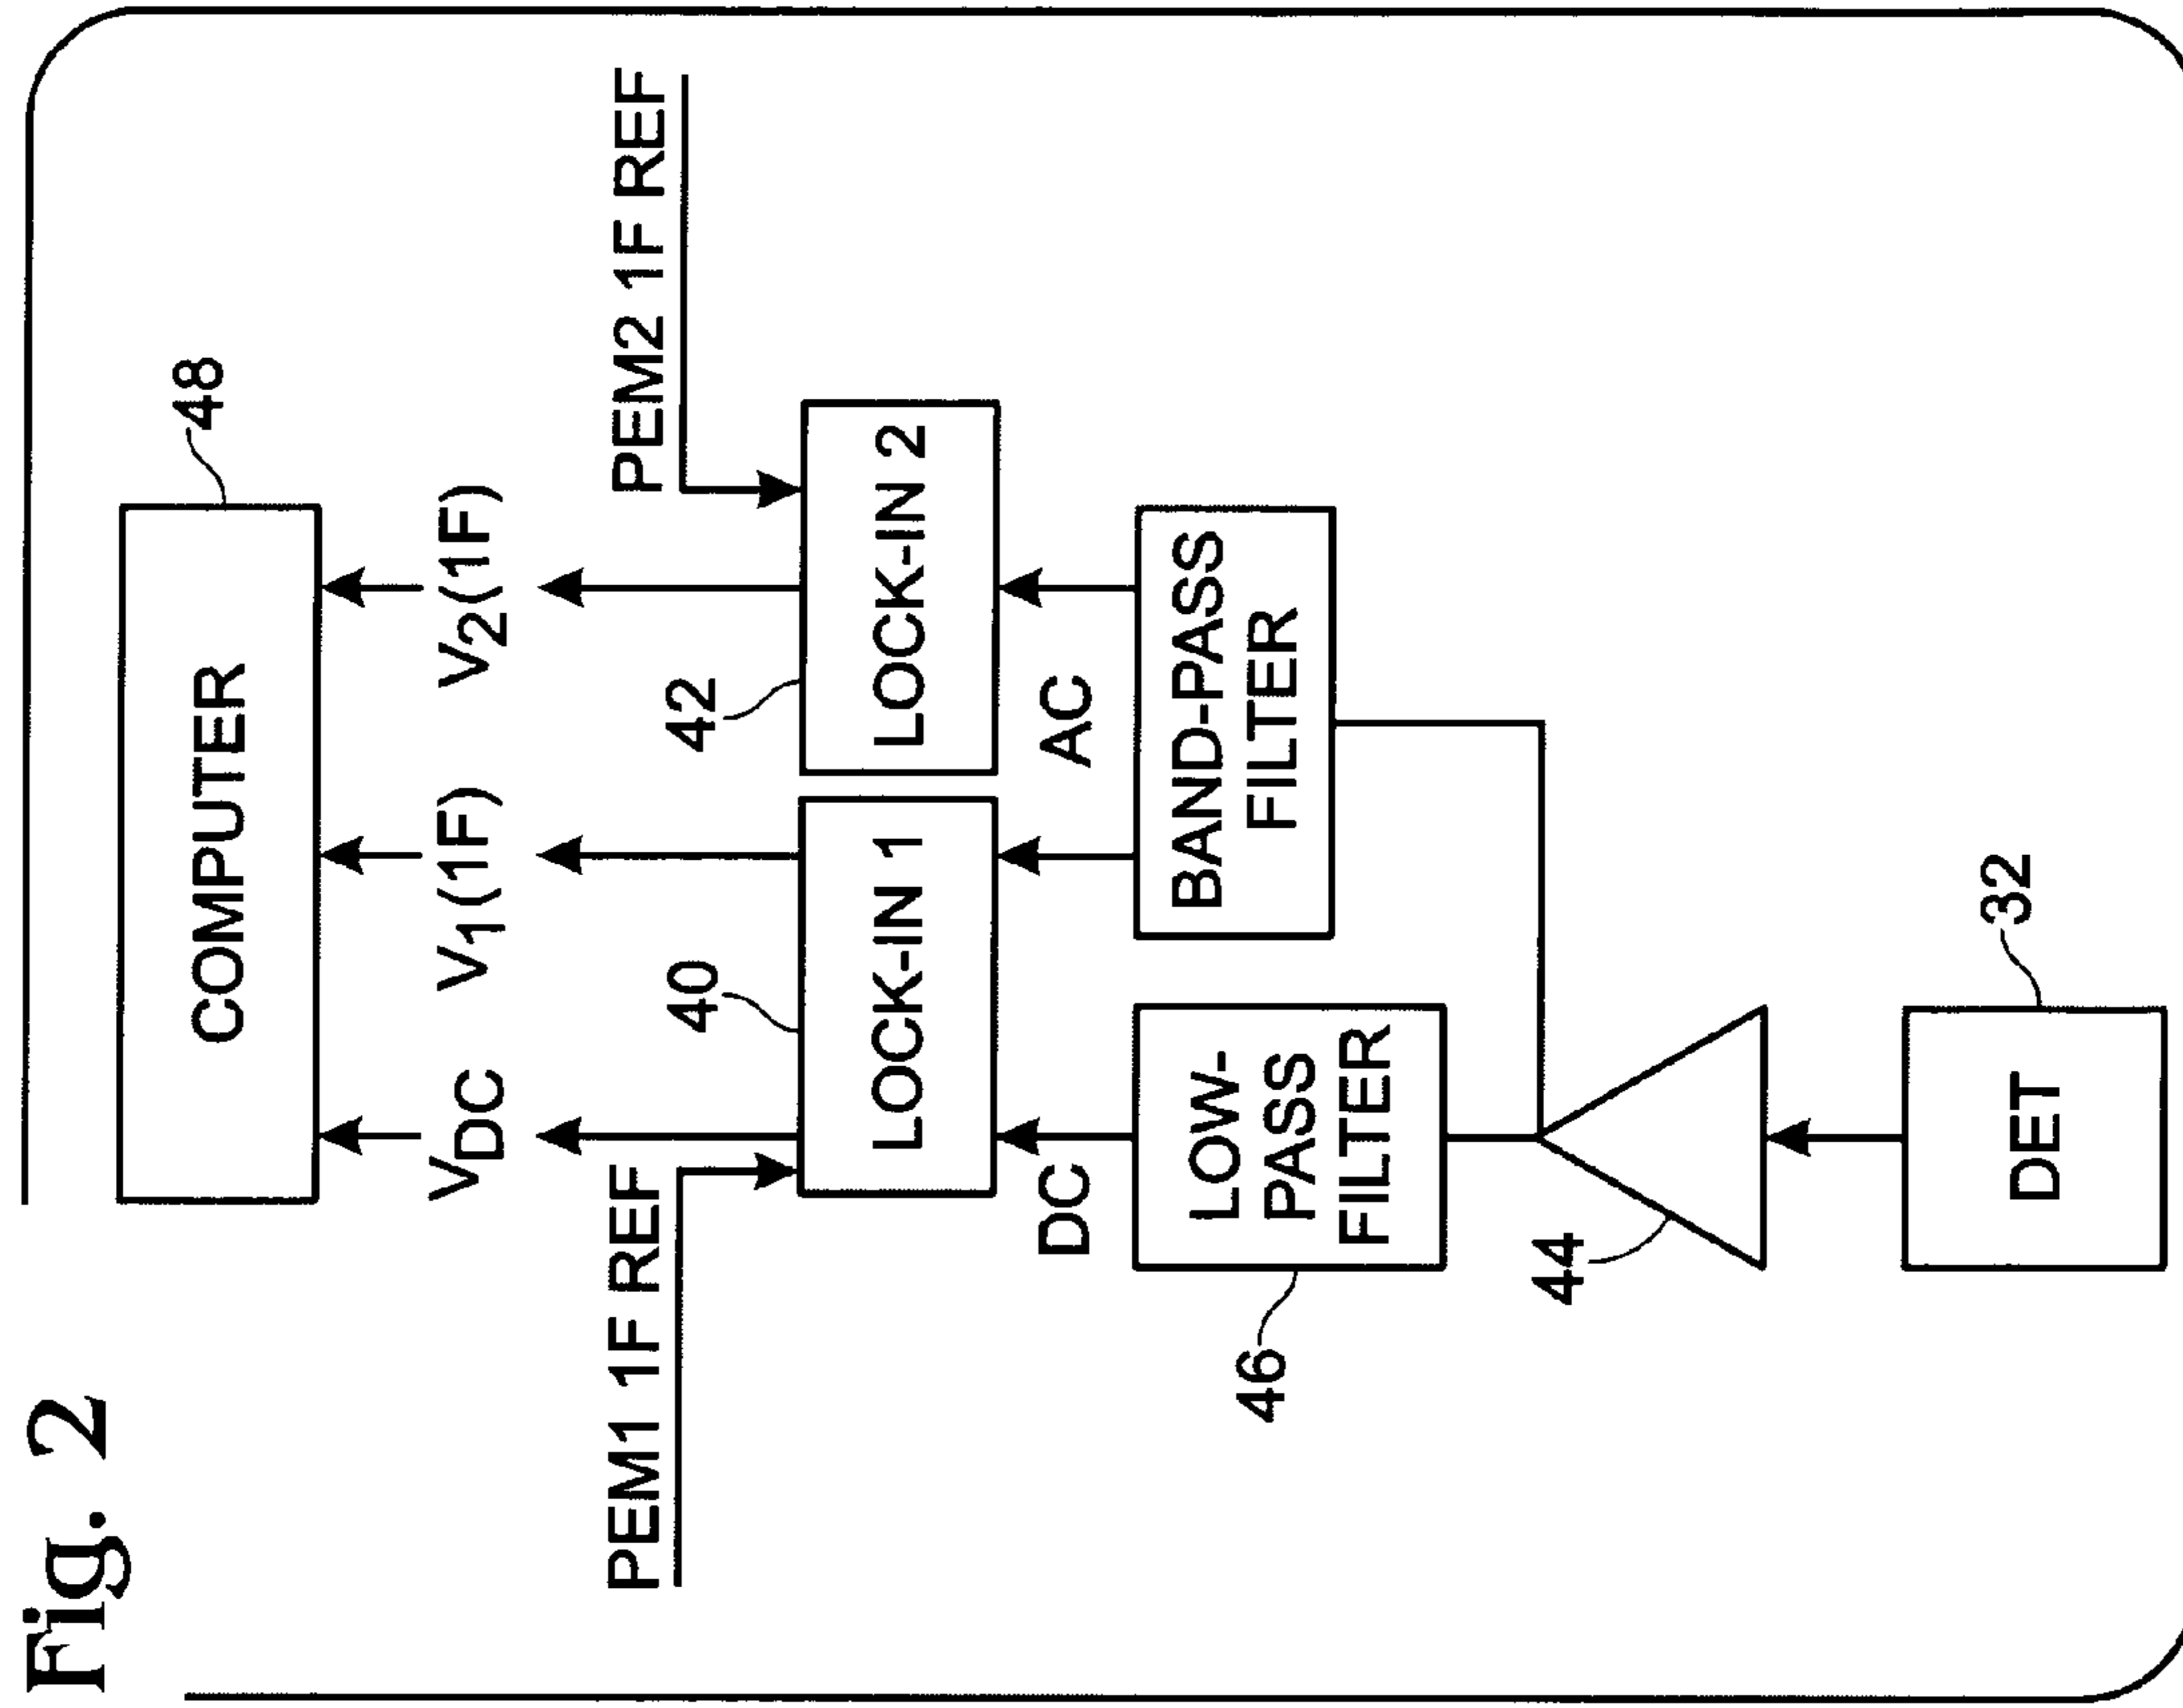 Fig. 2
COMPUTER
48
VDC
V1(1F)
V2(1F)
PEM1 1F REF
PEM2 1F REF
40
42
LOCK-IN 1
LOCK-IN 2
DC
AC
LOW-
PASS
FILTER
BAND-PASS
FILTER
46
44
DET
32